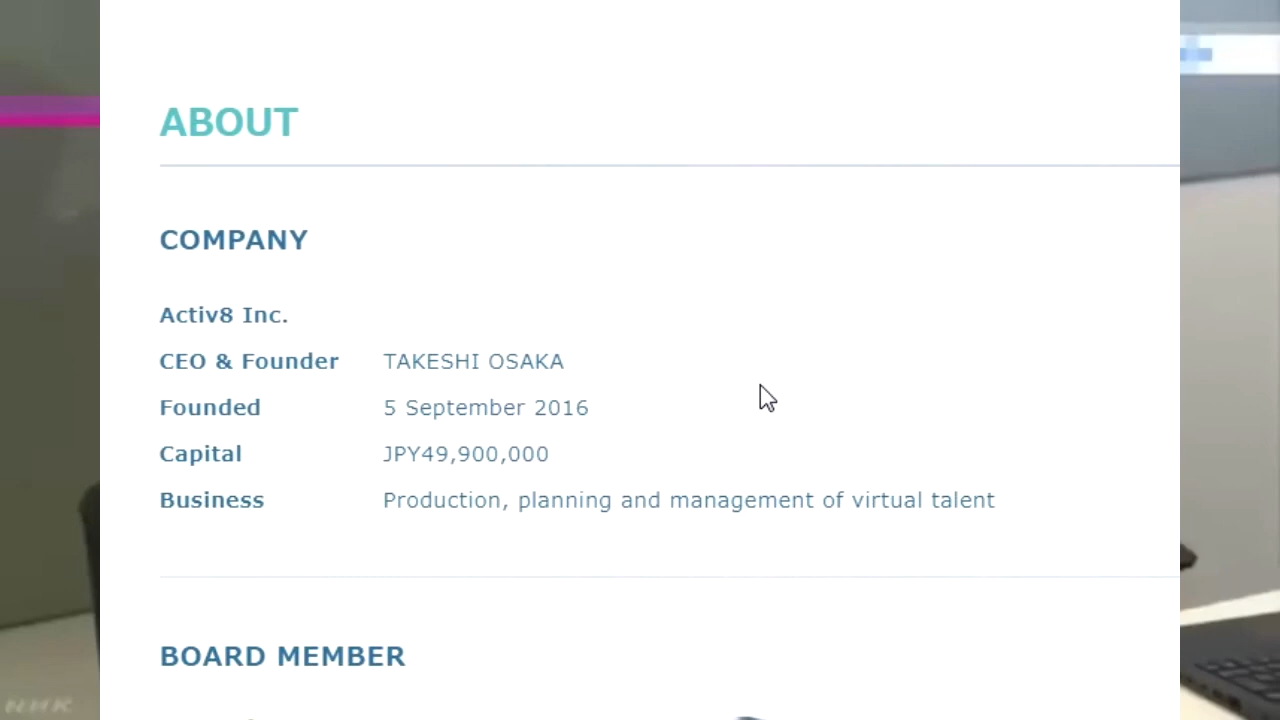 ABOUT
COMPANY
Activ8 Inc.
CEO & Founder TAKESHI OSAKA
Founded 5 September 2016
Capital JPY49,900,000
Business Production, planning and management of virtual talent
BOARD MEMBER
NHK